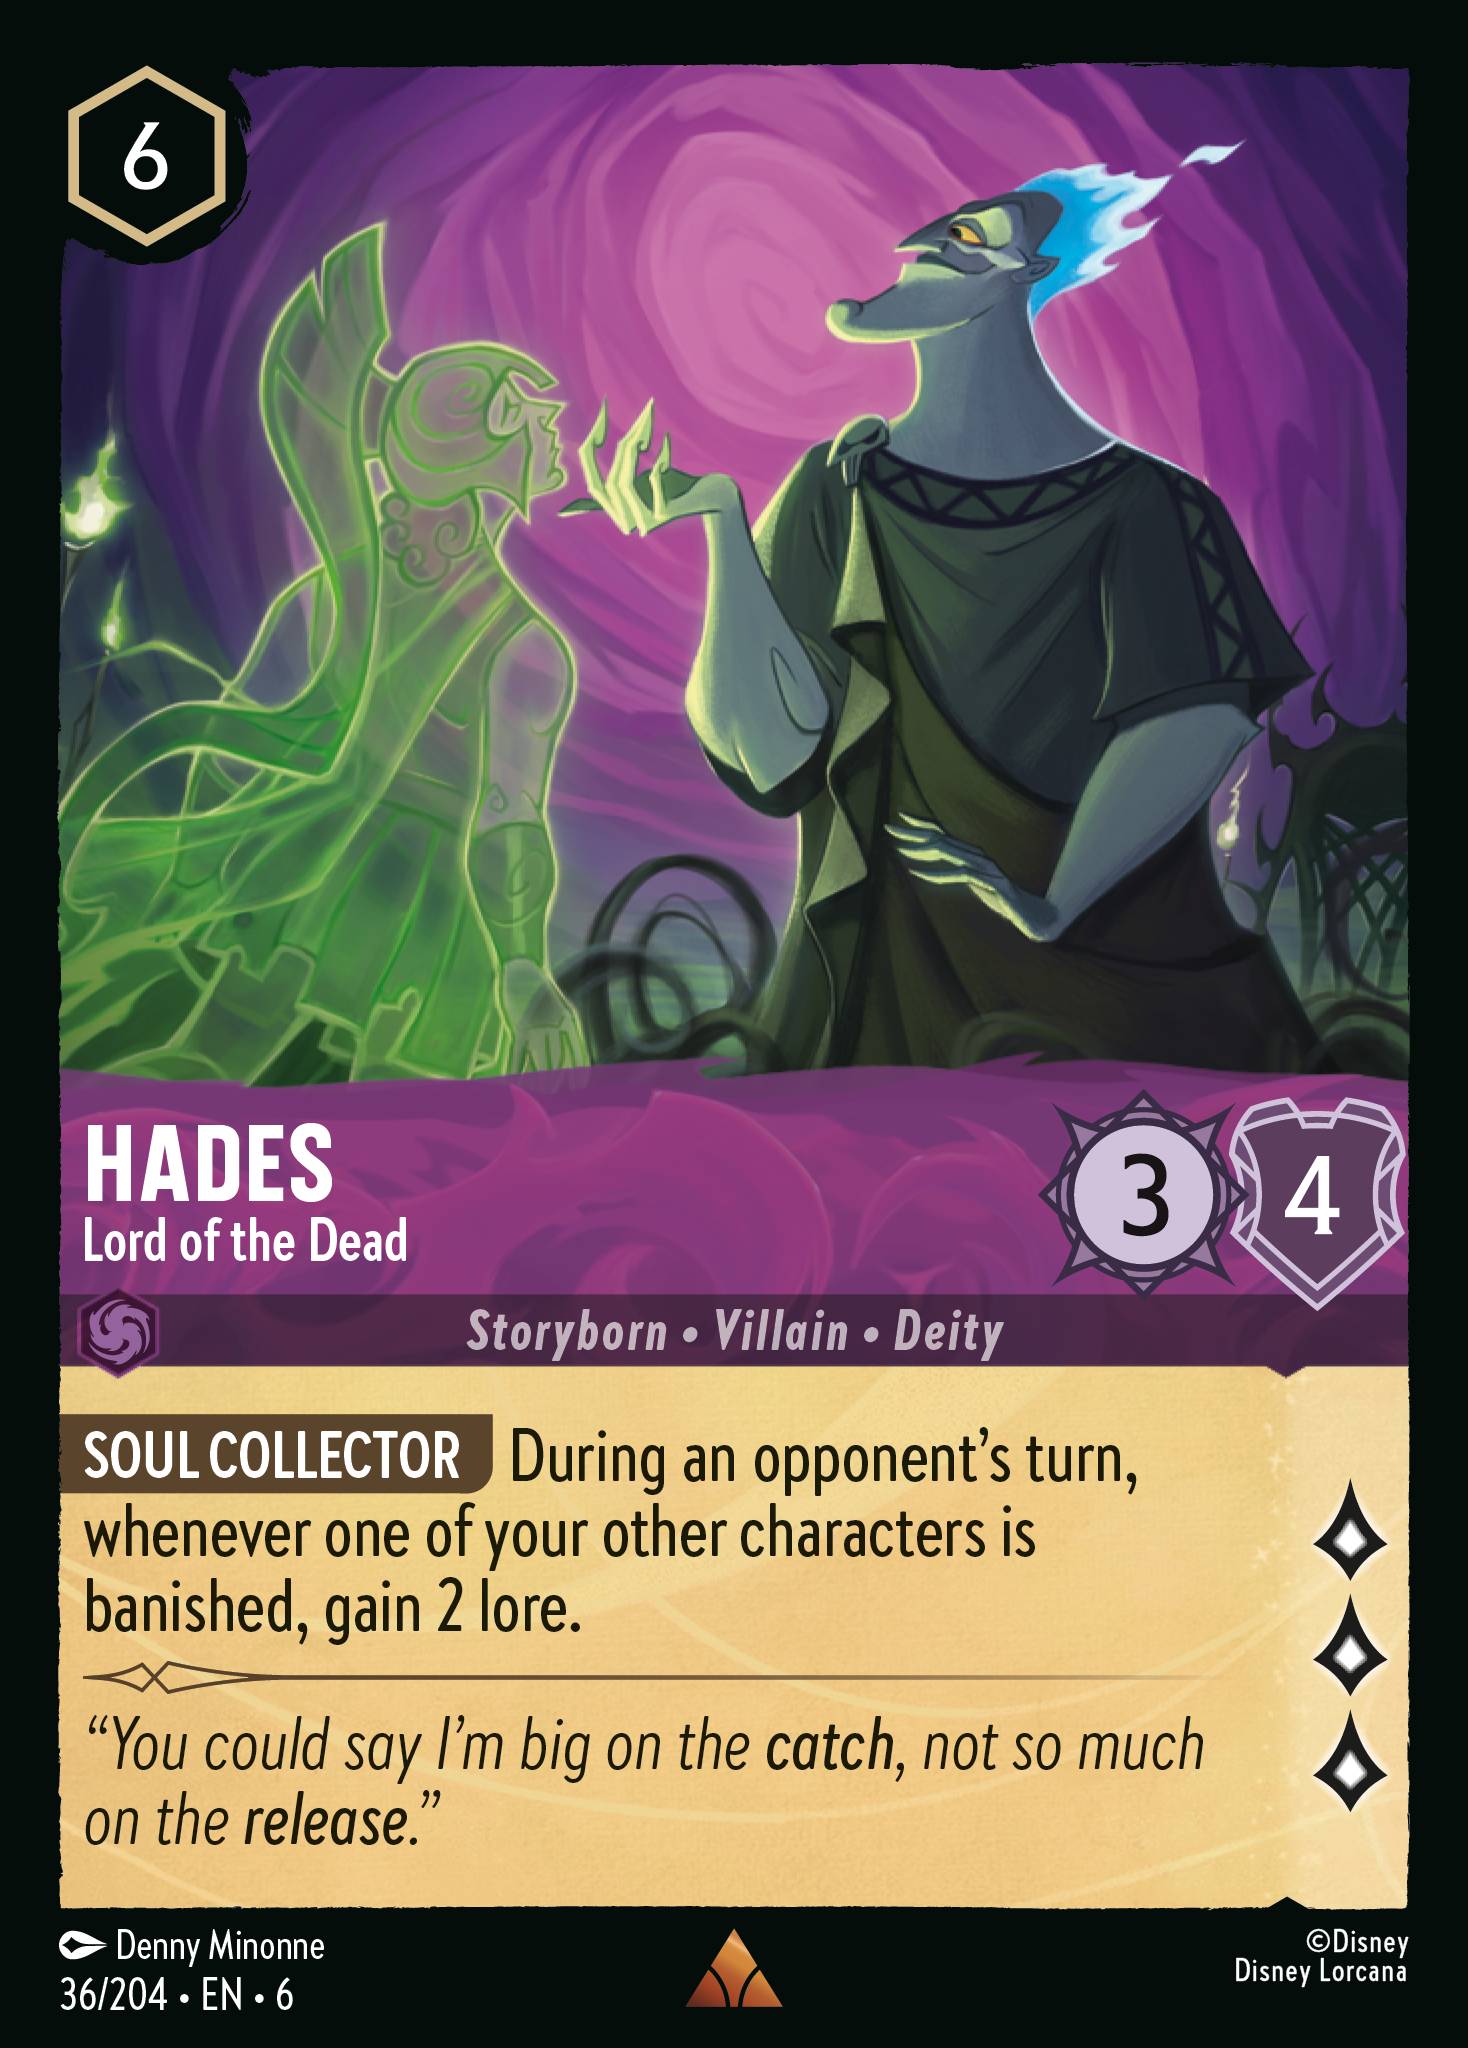 6
HADES
Lord of the Dead
3
4
Storyborn • Villain • Deity
SOUL COLLECTOR During an opponent’s turn,
whenever one of your other characters is
banished, gain 2 lore.
“You could say I’m big on the catch, not so much
on the release.”
Denny Minonne
36/204 • EN • 6
©Disney
Disney Lorcana